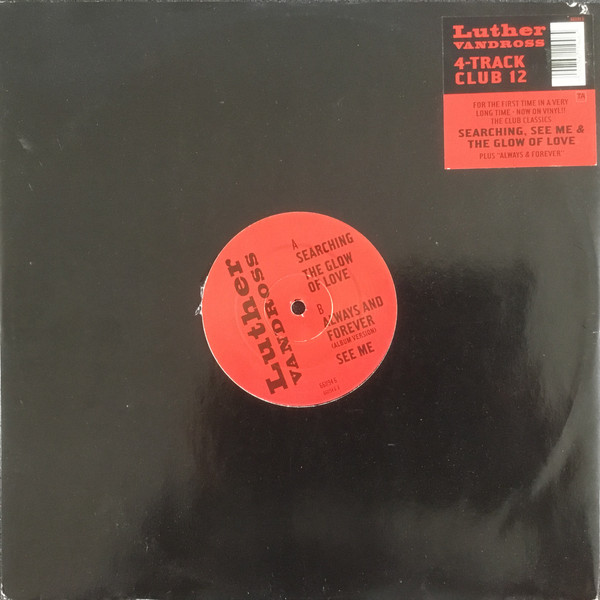 Luther
VANDROSS
4-TRACK
CLUB 12
FOR THE FIRST TIME IN A VERY
LONG TIME - NOW ON VINYL!!
THE CLUB CLASSICS
SEARCHING, SEE ME &
THE GLOW OF LOVE
PLUS "ALWAYS & FOREVER"
Luther
VANDROSS
A
SEARCHING
THE GLOW
OF LOVE
B
ALWAYS AND
FOREVER
(ALBUM VERSION)
SEE ME